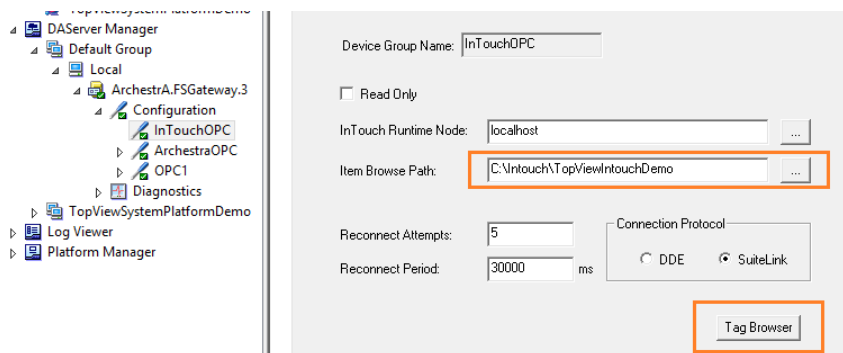 TopViewSystemPlatformDemo
DAServer Manager
Default Group
Local
ArchestrA.FSGateway.3
Configuration
InTouchOPC
ArchestraOPC
OPC1
Diagnostics
TopViewSystemPlatformDemo
Log Viewer
Platform Manager
Device Group Name: InTouchOPC
Read Only
InTouch Runtime Node: localhost ...
Item Browse Path: C:\Intouch\TopViewIntouchDemo ...
Reconnect Attempts: 5
Reconnect Period: 30000 ms
Connection Protocol
DDE SuiteLink
Tag Browser